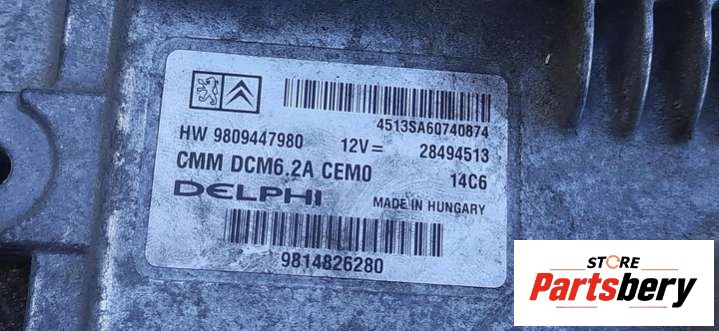 4513SA60740874
HW 9809447980 12V= 28494513
CMM DCM6.2A CEM0 14C6
DELPHI MADE IN HUNGARY
9814826280
STORE
Partsbery